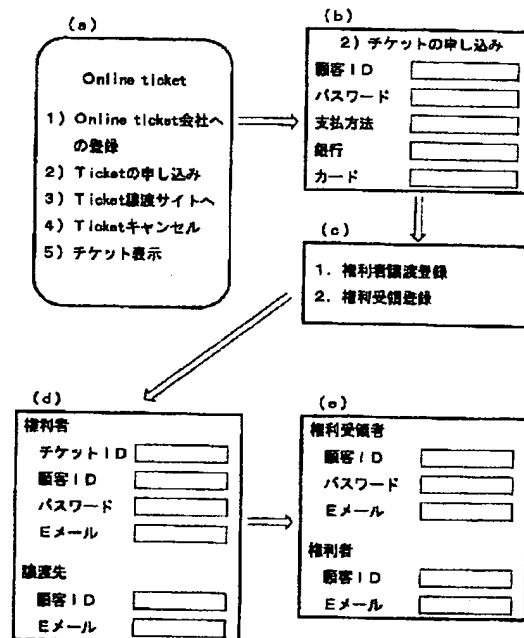 (a)
Online ticket
1) Online ticket会社へ
の登録
2) Ticketの申し込み
3) Ticket譲渡サイトへ
4) Ticketキャンセル
5) チケット表示
(b)
2) チケットの申し込み
顧客ID
パスワード
支払方法
銀行
カード
(c)
1. 権利者譲渡登録
2. 権利受領登録
(d)
権利者
チケットID
顧客ID
パスワード
Eメール
譲渡先
顧客ID
Eメール
(e)
権利受領者
顧客ID
パスワード
Eメール
権利者
顧客ID
Eメール